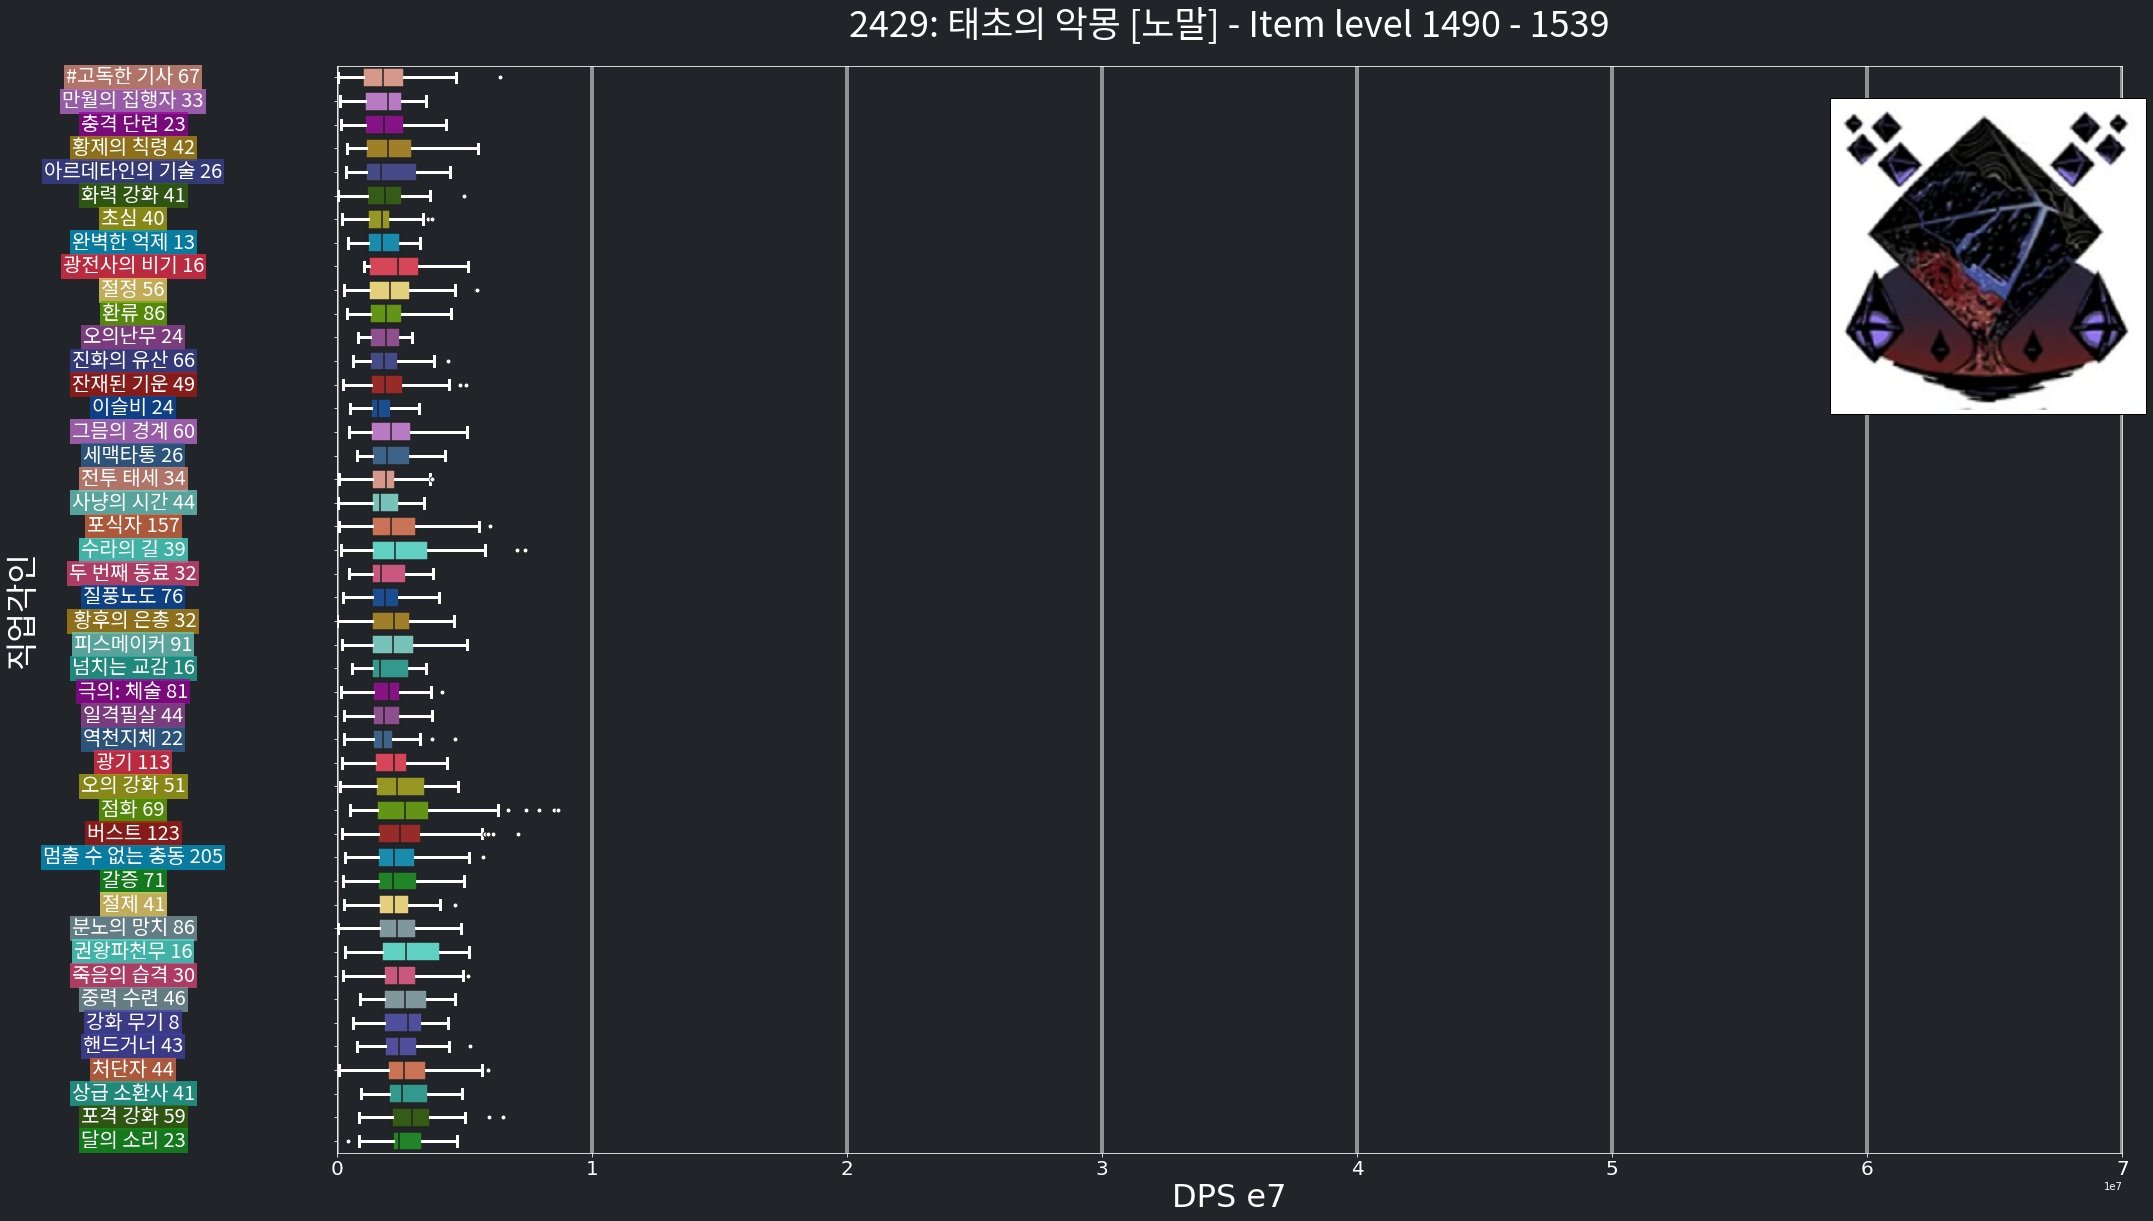 2429: 태초의 악몽 [노말] - Item level 1490 - 1539
#고독한 기사 67
만월의 집행자 33
충격 단련 23
황제의 칙령 42
아르데타인의 기술 26
화력 강화 41
초심 40
완벽한 억제 13
광전사의 비기 16
절정 56
환류 86
오의난무 24
진화의 유산 66
잔재된 기운 49
이슬비 24
그믐의 경계 60
세맥타통 26
전투 태세 34
사냥의 시간 44
포식자 157
수라의 길 39
두 번째 동료 32
질풍노도 76
황후의 은총 32
피스메이커 91
넘치는 교감 16
극의: 체술 81
일격필살 44
역천지체 22
광기 113
오의 강화 51
점화 69
버스트 123
멈출 수 없는 충동 205
갈증 71
절제 41
분노의 망치 86
권왕파천무 16
죽음의 습격 30
중력 수련 46
강화 무기 8
핸드거너 43
처단자 44
상급 소환사 41
포격 강화 59
달의 소리 23
직업각인
0 1 2 3 4 5 6 7
1e7
DPS e7